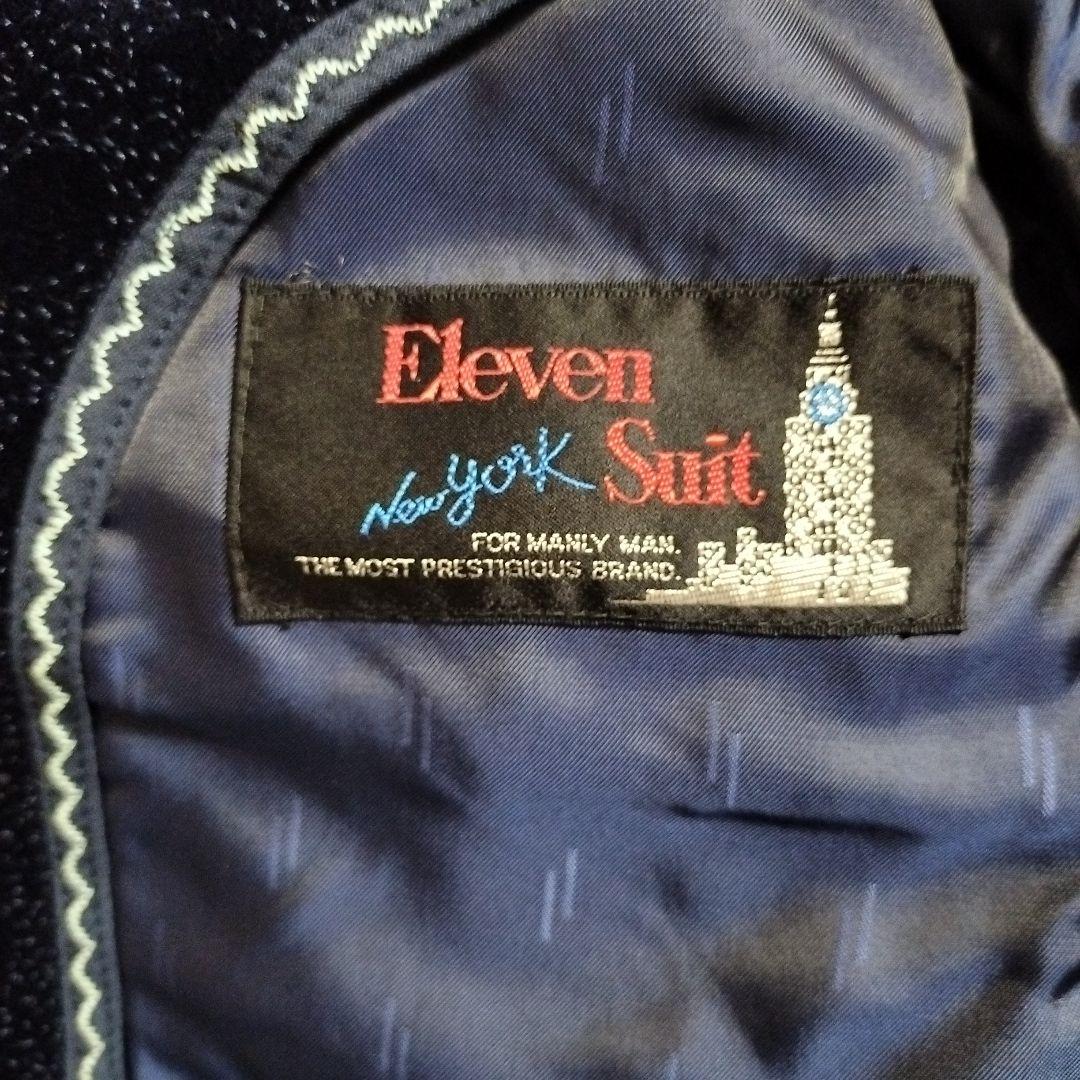 Eleven
New York Suit
FOR MANLY MAN.
THE MOST PRESTIGIOUS BRAND.